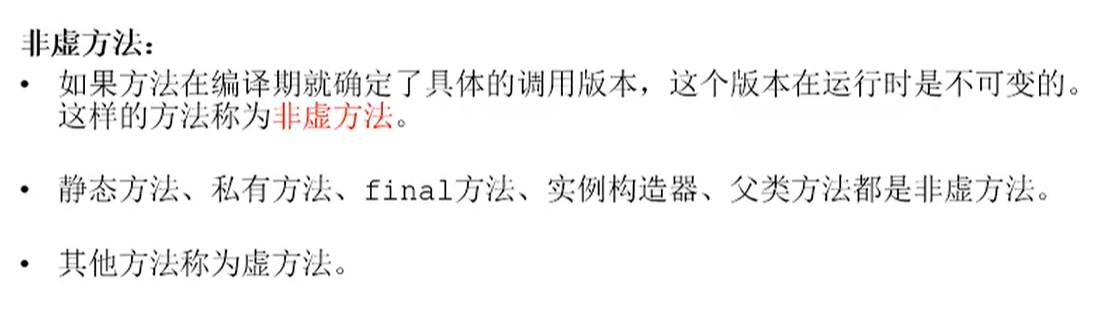 非虚方法：
• 如果方法在编译期就确定了具体的调用版本，这个版本在运行时是不可变的。
这样的方法称为非虚方法。
• 静态方法、私有方法、final方法、实例构造器、父类方法都是非虚方法。
• 其他方法称为虚方法。